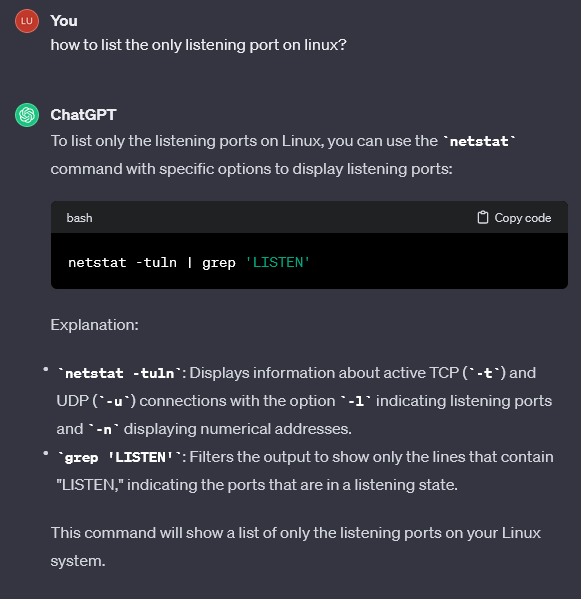 LU
You
how to list the only listening port on linux?
ChatGPT
To list only the listening ports on Linux, you can use the `netstat`
command with specific options to display listening ports:
bash
Copy code
netstat -tuln | grep 'LISTEN'
Explanation:
• `netstat -tuln`: Displays information about active TCP (`-t`) and
UDP (`-u`) connections with the option `-l` indicating listening ports
and `-n` displaying numerical addresses.
• `grep 'LISTEN'`: Filters the output to show only the lines that contain
"LISTEN," indicating the ports that are in a listening state.
This command will show a list of only the listening ports on your Linux
system.